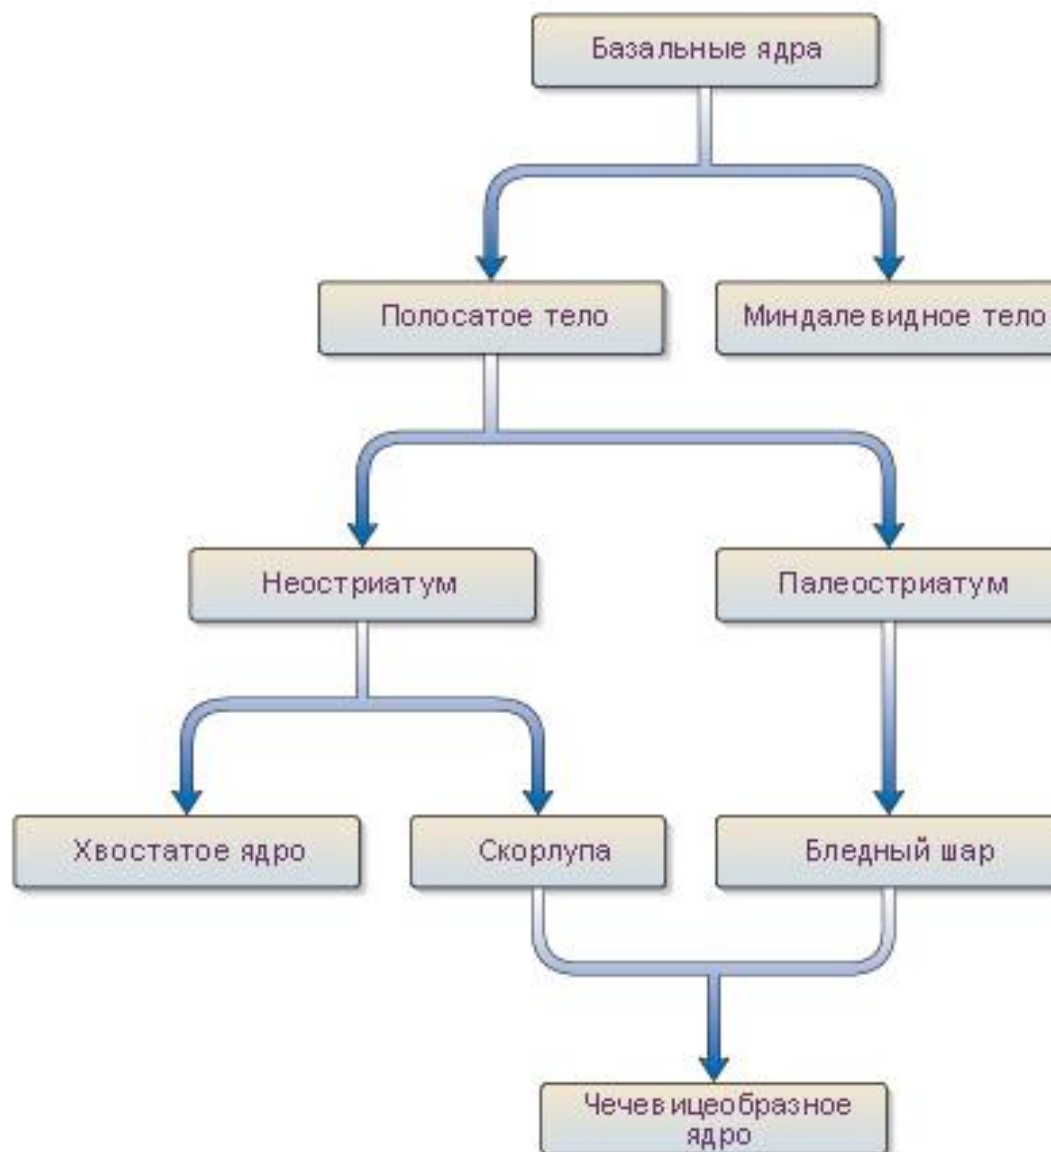 Базальные ядра
Полосатое тело
Миндалевидное тело
Неостриатум
Палеостриатум
Хвостатое ядро
Скорлупа
Бледный шар
Чечевицеобразное
ядро